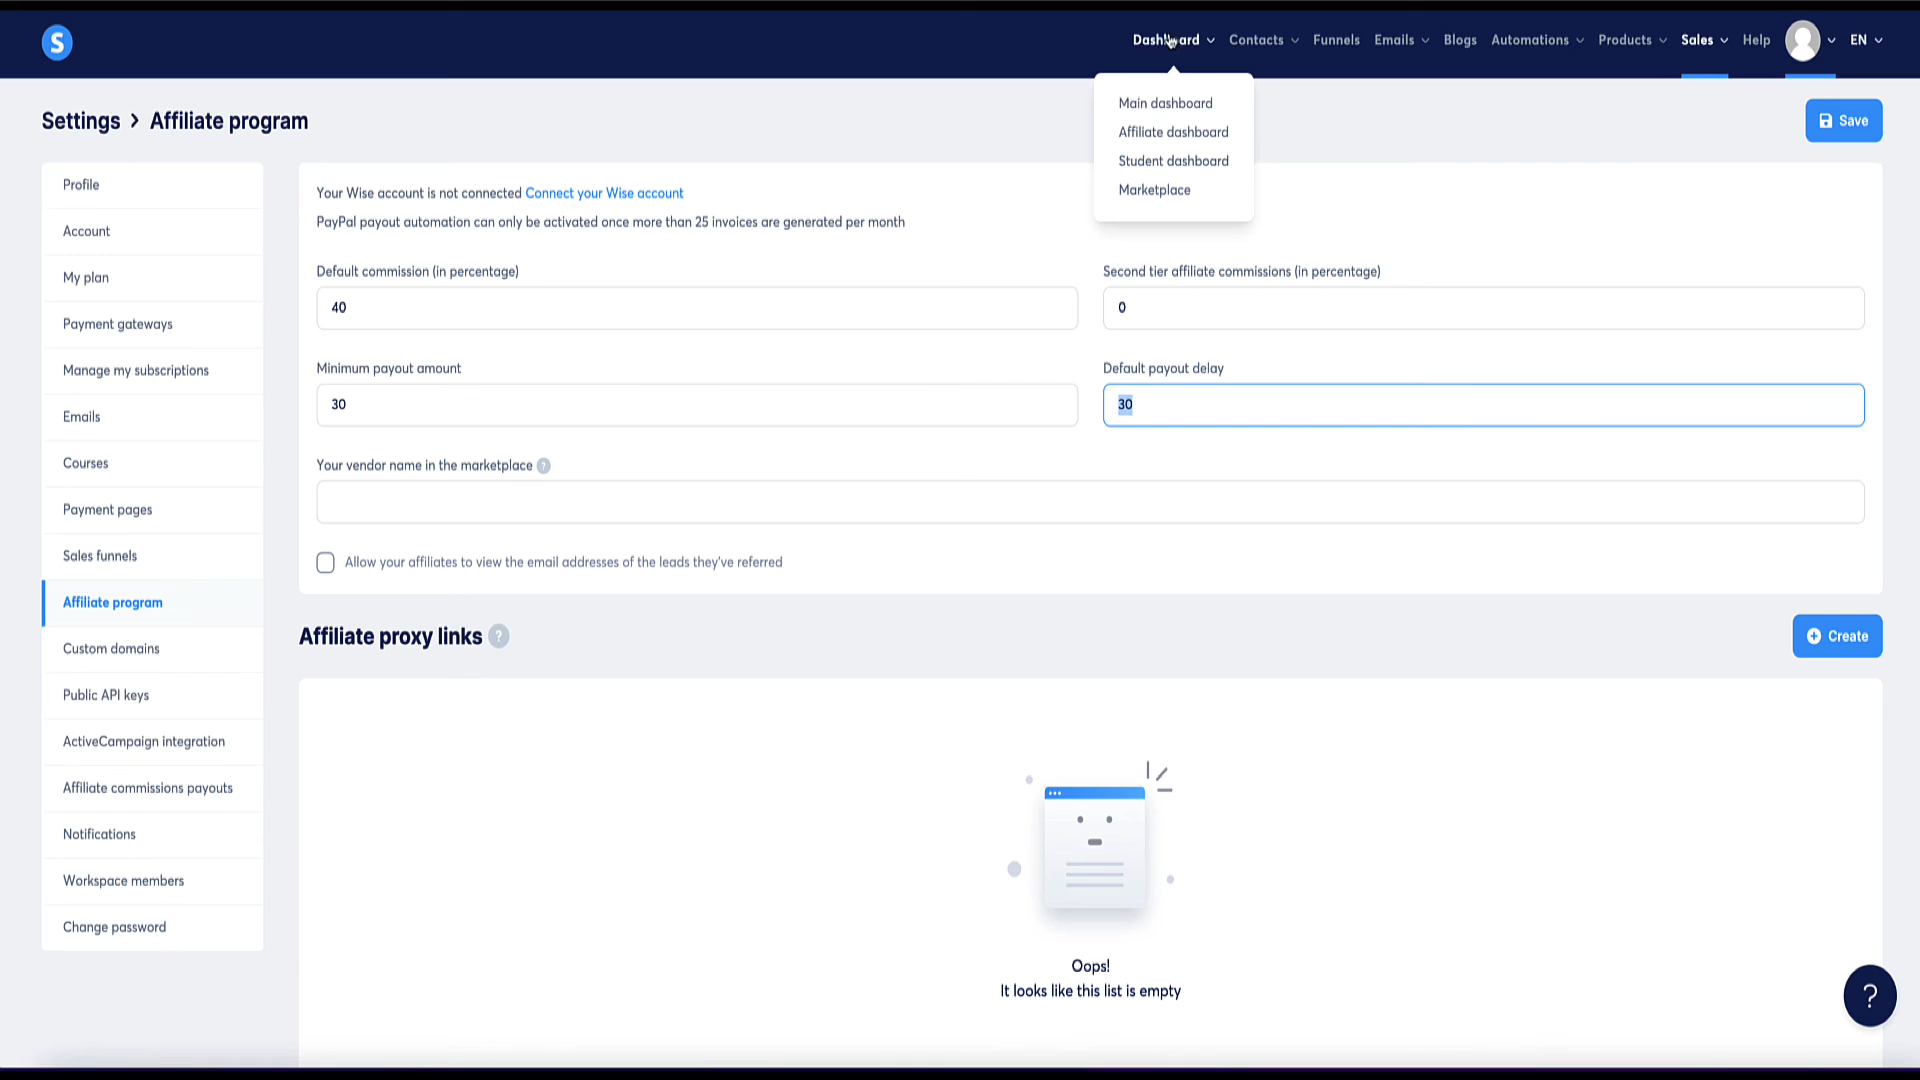 S
Dashboard
Contacts
Funnels
Emails
Blogs
Automations
Products
Sales
Help
EN
Main dashboard
Affiliate dashboard
Student dashboard
Marketplace
Settings > Affiliate program
Save
Profile
Account
My plan
Payment gateways
Manage my subscriptions
Emails
Courses
Payment pages
Sales funnels
Affiliate program
Custom domains
Public API keys
ActiveCampaign integration
Affiliate commissions payouts
Notifications
Workspace members
Change password
Your Wise account is not connected Connect your Wise account
PayPal payout automation can only be activated once more than 25 invoices are generated per month
Default commission (in percentage)
40
Second tier affiliate commissions (in percentage)
0
Minimum payout amount
30
Default payout delay
30
Your vendor name in the marketplace ?
Allow your affiliates to view the email addresses of the leads they've referred
Affiliate proxy links ?
Create
Oops!
It looks like this list is empty
?